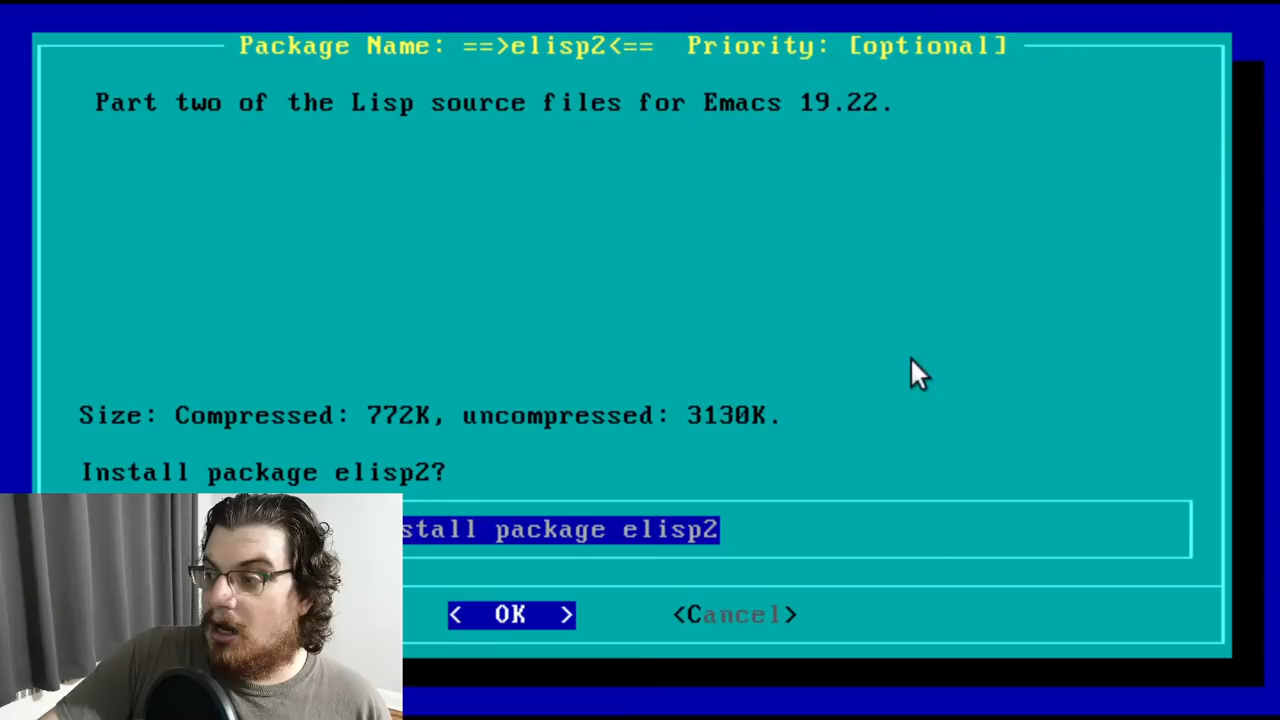 Package Name: ==>elisp2<== Priority: [optional]
Part two of the Lisp source files for Emacs 19.22.
Size: Compressed: 772K, uncompressed: 3130K.
Install package elisp2?
stall package elisp2
< OK > <Cancel>